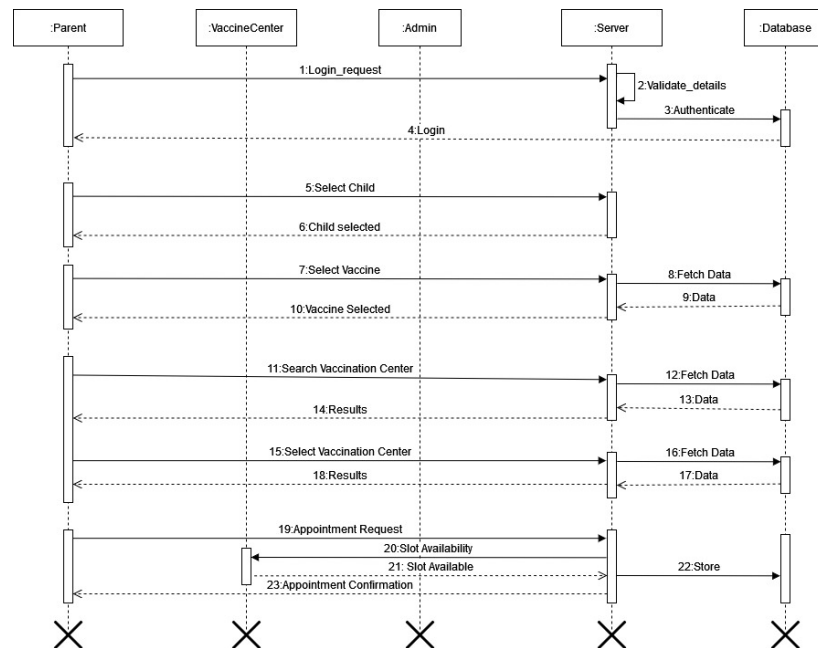 :Parent
:VaccineCenter
:Admin
:Server
:Database
1:Login_request
2:Validate_details
3:Authenticate
4:Login
5:Select Child
6:Child selected
7:Select Vaccine
8:Fetch Data
9:Data
10:Vaccine Selected
11:Search Vaccination Center
12:Fetch Data
13:Data
14:Results
15:Select Vaccination Center
16:Fetch Data
17:Data
18:Results
19:Appointment Request
20:Slot Availability
21: Slot Available
22:Store
23:Appointment Confirmation